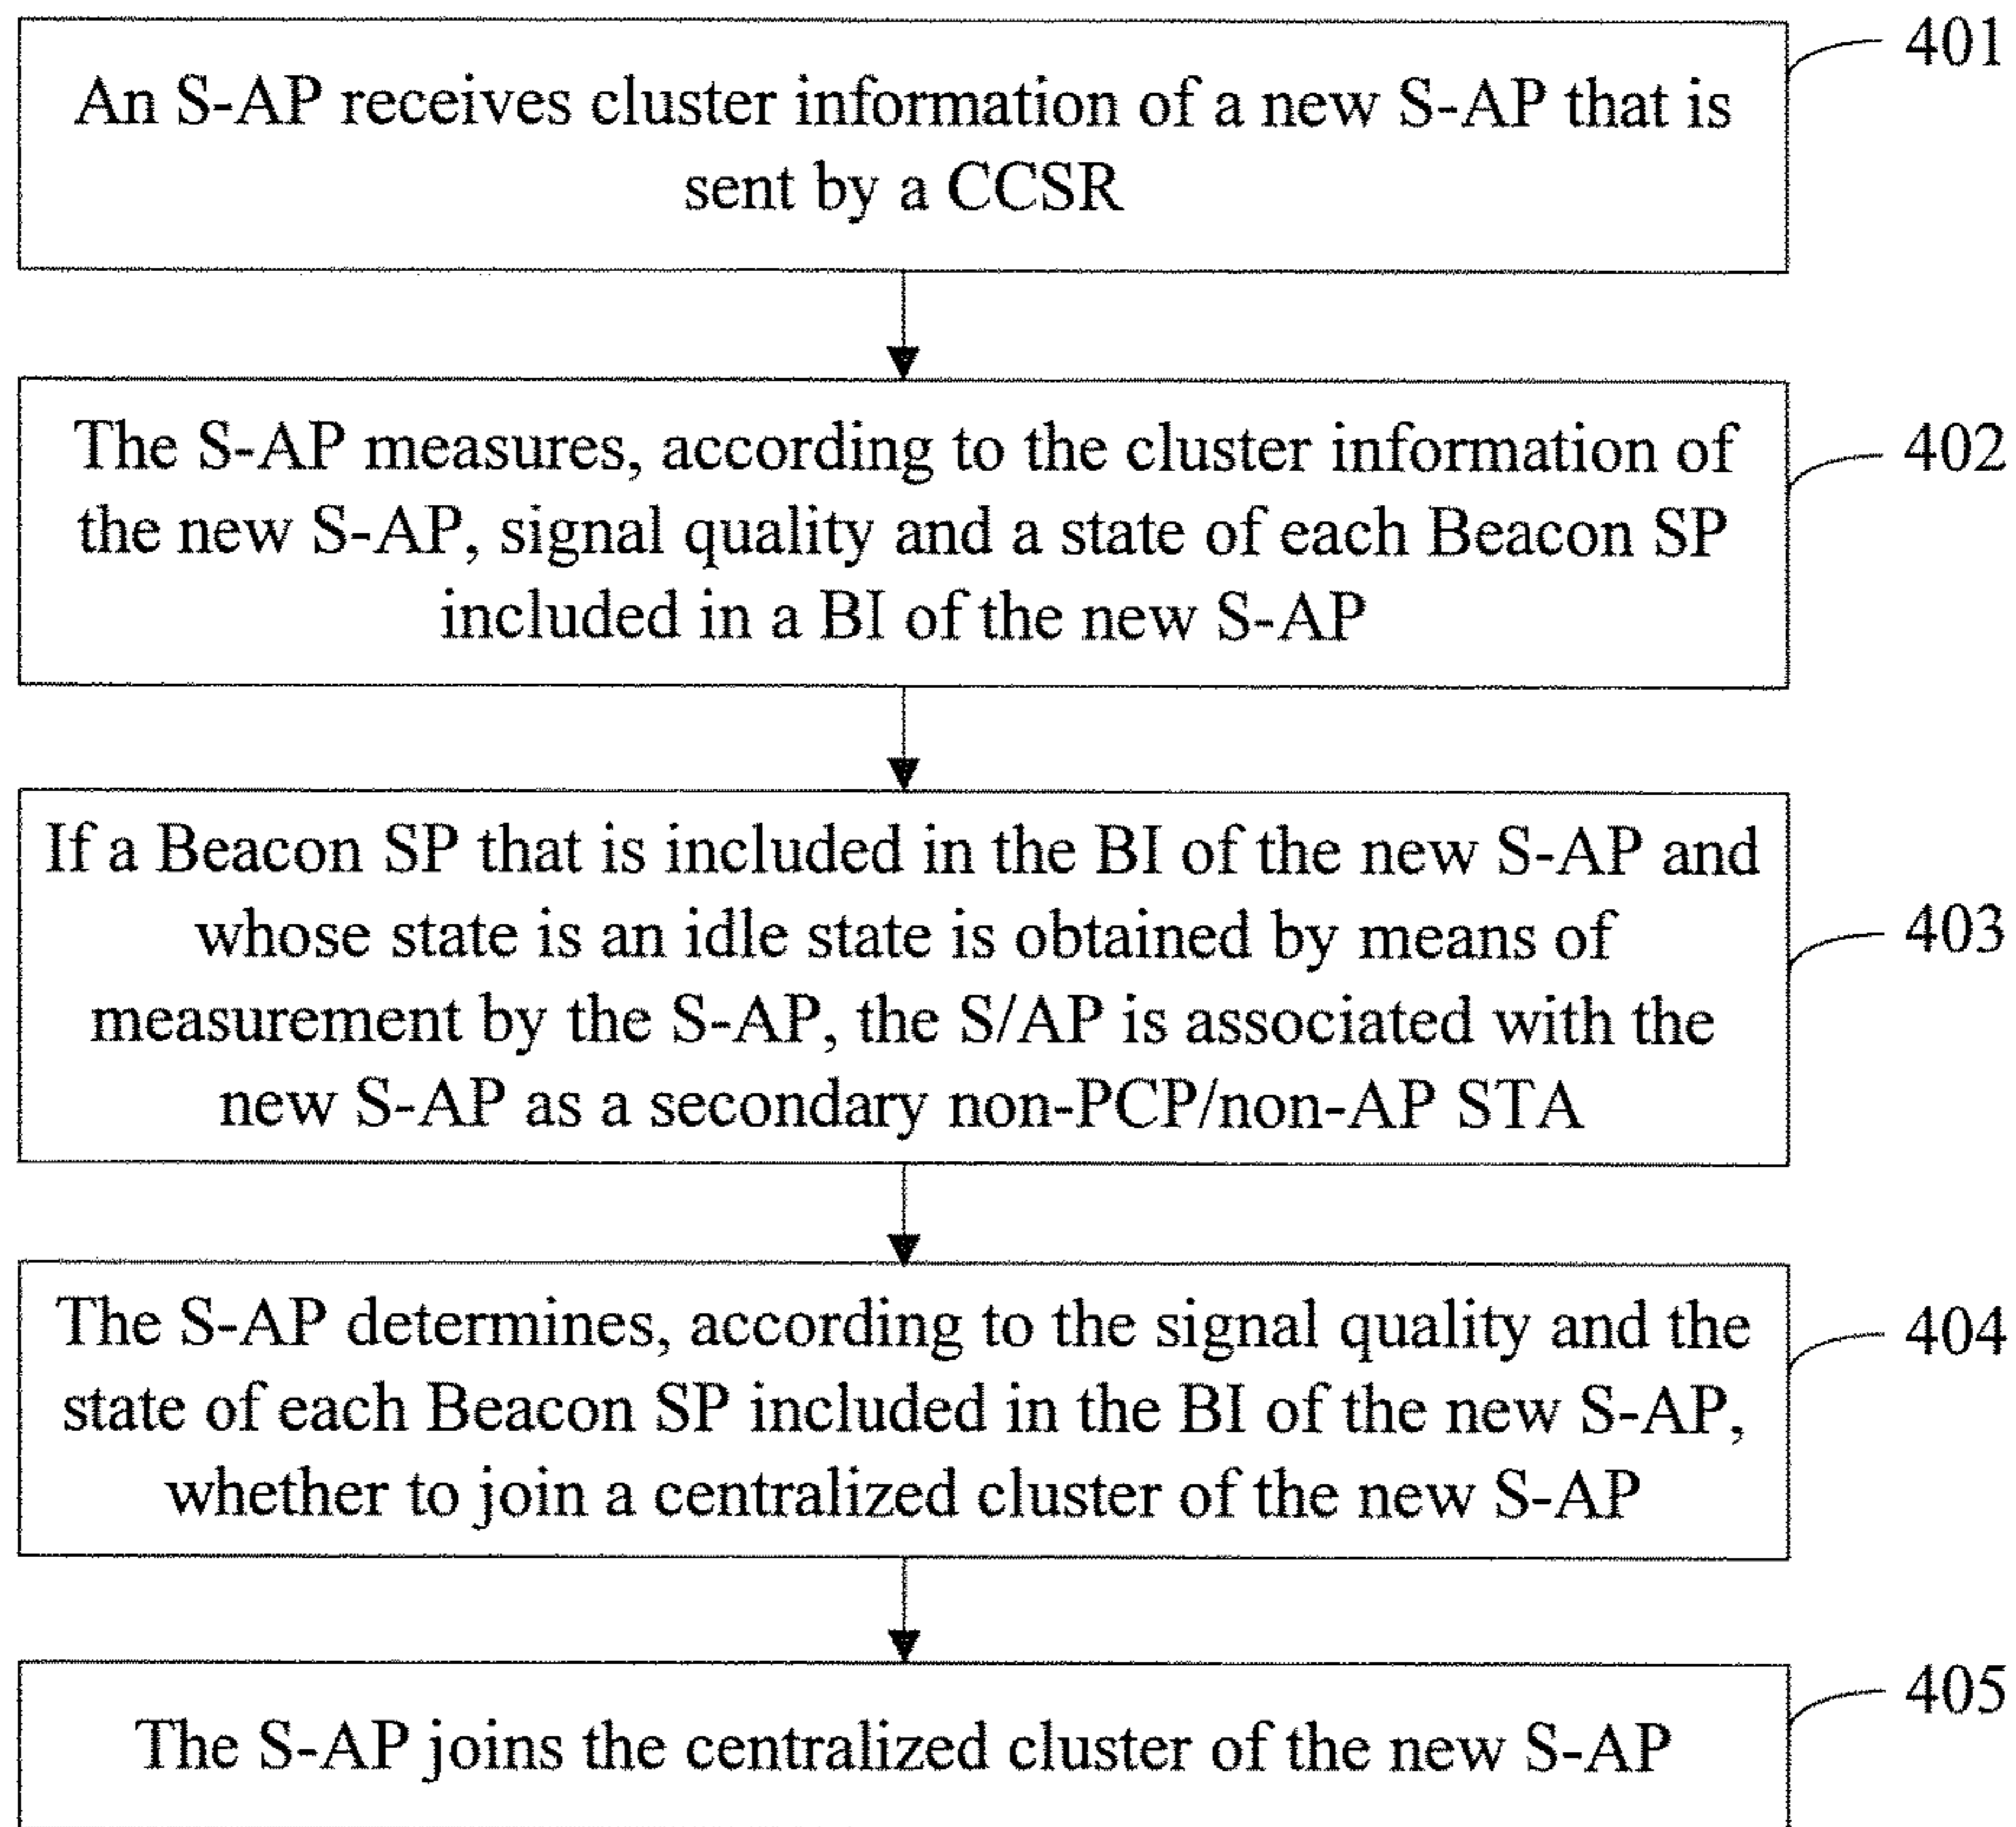 An S-AP receives cluster information of a new S-AP that is
sent by a CCSR
401
The S-AP measures, according to the cluster information of
the new S-AP, signal quality and a state of each Beacon SP
included in a BI of the new S-AP
402
If a Beacon SP that is included in the BI of the new S-AP and
whose state is an idle state is obtained by means of
measurement by the S-AP, the S/AP is associated with the
new S-AP as a secondary non-PCP/non-AP STA
403
The S-AP determines, according to the signal quality and the
state of each Beacon SP included in the BI of the new S-AP,
whether to join a centralized cluster of the new S-AP
404
The S-AP joins the centralized cluster of the new S-AP
405